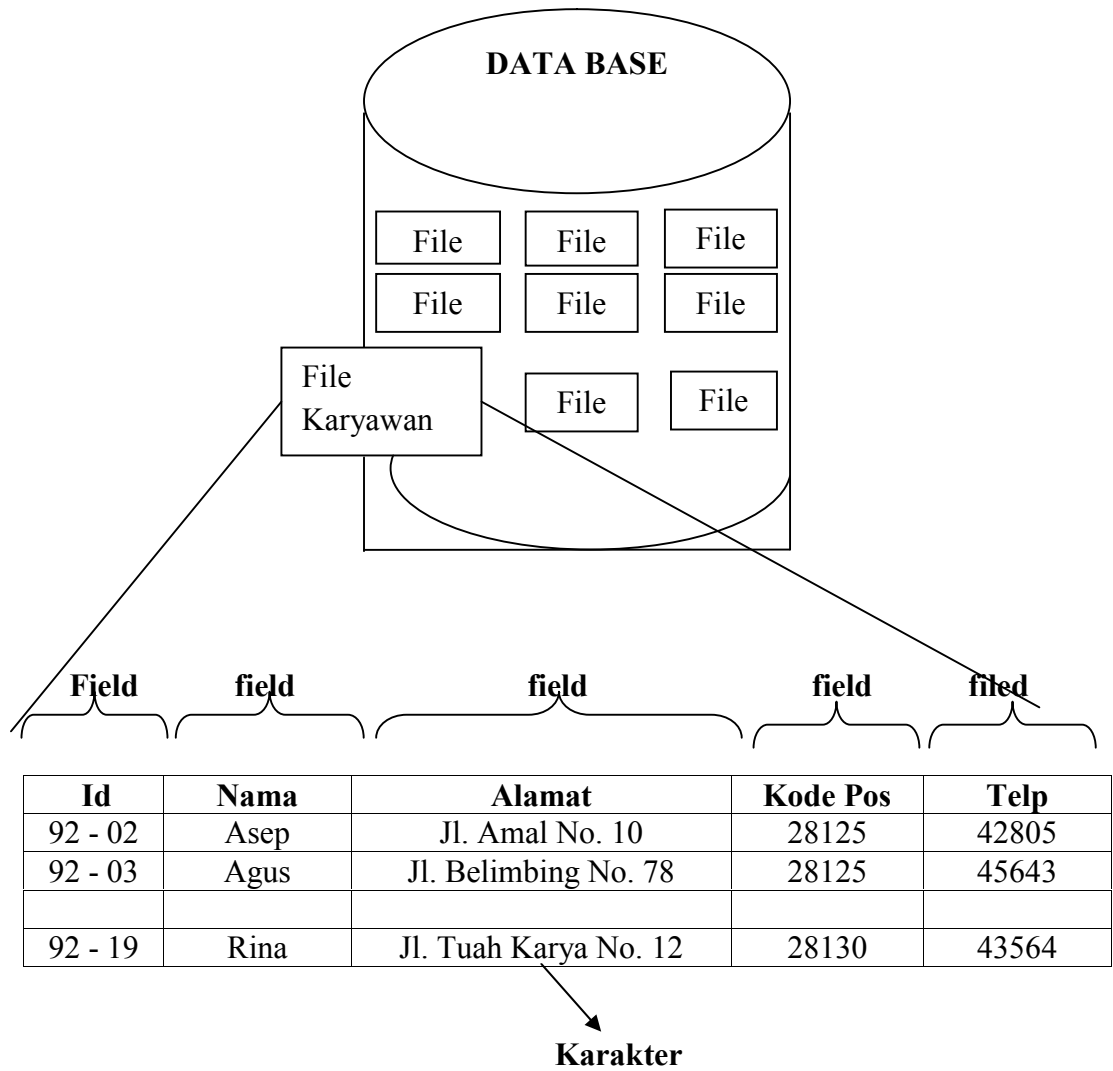 DATA BASE
File File File
File File File
File
Karyawan
File File
Field field field field filed
Id Nama Alamat Kode Pos Telp
92 - 02 Asep Jl. Amal No. 10 28125 42805
92 - 03 Agus Jl. Belimbing No. 78 28125 45643
92 - 19 Rina Jl. Tuah Karya No. 12 28130 43564
Karakter